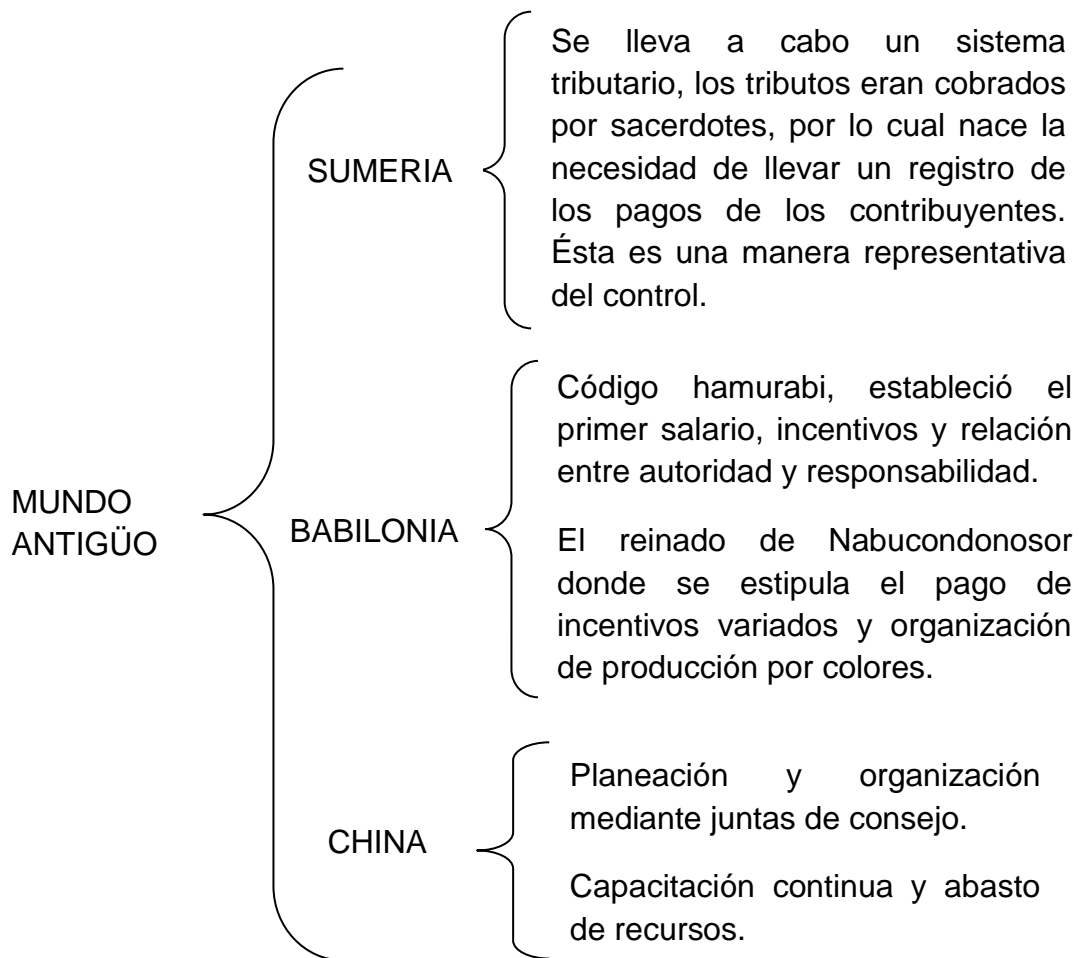 MUNDO
ANTIGÜO
SUMERIA
Se lleva a cabo un sistema
tributario, los tributos eran cobrados
por sacerdotes, por lo cual nace la
necesidad de llevar un registro de
los pagos de los contribuyentes.
Ésta es una manera representativa
del control.
BABILONIA
Código hamurabi, estableció el
primer salario, incentivos y relación
entre autoridad y responsabilidad.
El reinado de Nabucondonosor
donde se estipula el pago de
incentivos variados y organización
de producción por colores.
CHINA
Planeación y organización
mediante juntas de consejo.
Capacitación continua y abasto
de recursos.